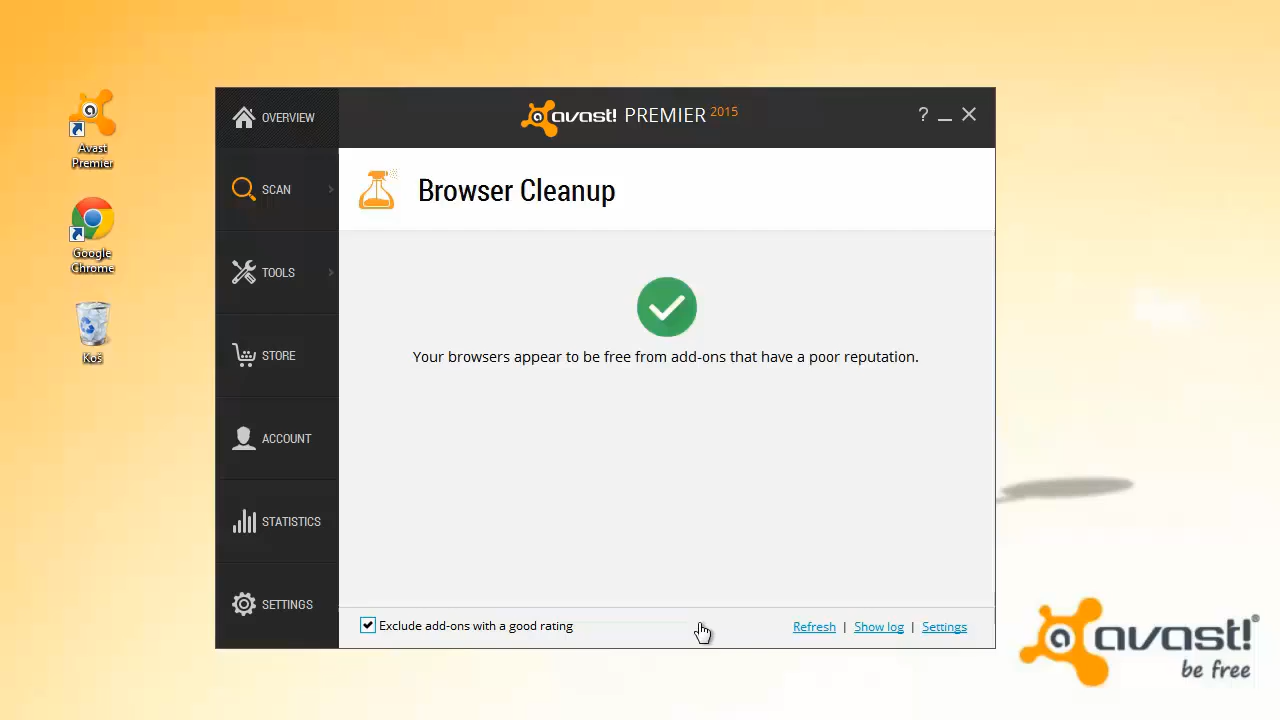 Avast
Premier
Google
Chrome
Koš
OVERVIEW
SCAN
TOOLS
STORE
ACCOUNT
STATISTICS
SETTINGS
avast! PREMIER 2015
?
Browser Cleanup
Your browsers appear to be free from add-ons that have a poor reputation.
Exclude add-ons with a good rating
Refresh | Show log | Settings
avast!
be free